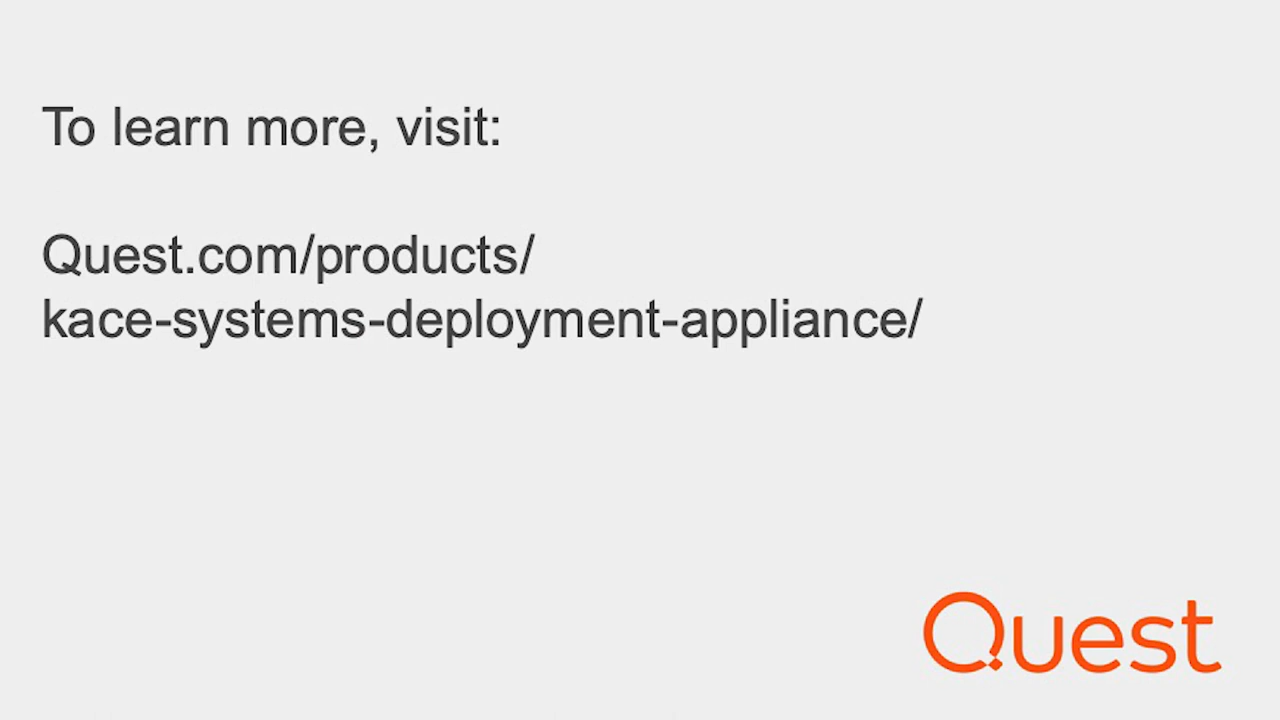 To learn more, visit:
Quest.com/products/
kace-systems-deployment-appliance/
Quest